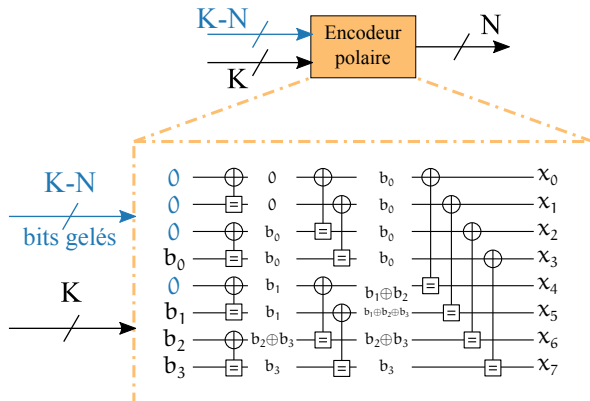 K-N
K
Encodeur
polaire
N
K-N
bits gelés
K
0 0 b₀ x₀
0 = 0 b₀ x₁
0 b₀ = b₀ x₂
b₀ = b₀ = b₀ x₃
0 b₁ b₁⊕b₂ = x₄
b₁ = b₁ b₁⊕b₂⊕b₃ = x₅
b₂ b₂⊕b₃ = b₂⊕b₃ = x₆
b₃ = b₃ = b₃ = x₇